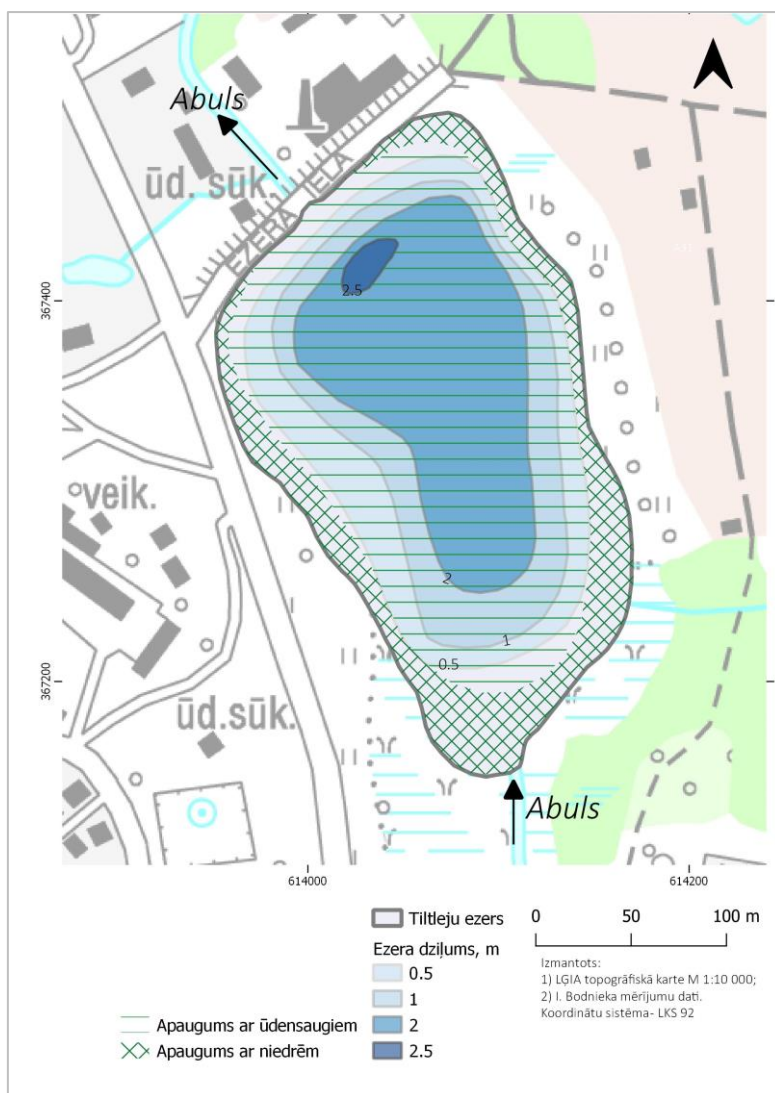 Abuls
ūd. sūk.
EZERA IELA
2.5
367400
veik.
2
1
0.5
367200
ūd.sūk.
Abuls
614000
614200
Tiltleju ezers
Ezera dziļums, m
0.5
1
2
2.5
Apaugums ar ūdensaugiem
Apaugums ar niedrēm
0 50 100 m
Izmantots:
1) LĢIA topogrāfiskā karte M 1:10 000;
2) I. Bodnieka mērījumu dati.
Koordinātu sistēma- LKS 92